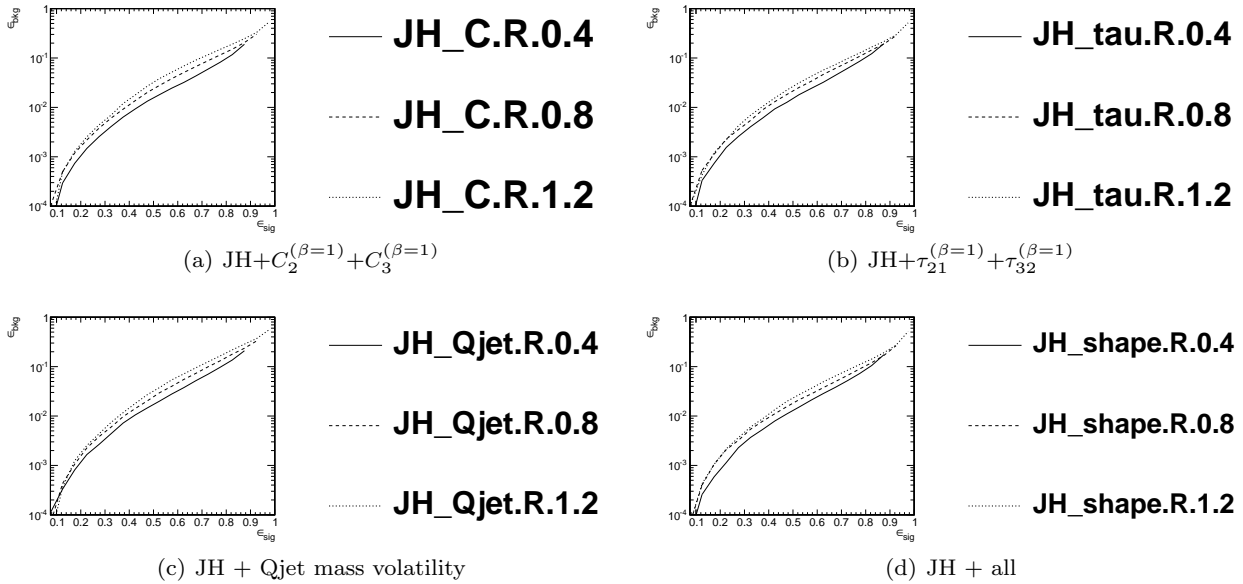 ϵbkg
1
10^-1
10^-2
10^-3
10^-4
0.1 0.2 0.3 0.4 0.5 0.6 0.7 0.8 0.9 1
ϵsig
JH_C.R.0.4
JH_C.R.0.8
JH_C.R.1.2
(a) JH+C_2^(β=1)+C_3^(β=1)
ϵbkg
1
10^-1
10^-2
10^-3
10^-4
0.1 0.2 0.3 0.4 0.5 0.6 0.7 0.8 0.9 1
ϵsig
JH_tau.R.0.4
JH_tau.R.0.8
JH_tau.R.1.2
(b) JH+τ_21^(β=1)+τ_32^(β=1)
ϵbkg
1
10^-1
10^-2
10^-3
10^-4
0.1 0.2 0.3 0.4 0.5 0.6 0.7 0.8 0.9 1
ϵsig
JH_Qjet.R.0.4
JH_Qjet.R.0.8
JH_Qjet.R.1.2
(c) JH + Qjet mass volatility
ϵbkg
1
10^-1
10^-2
10^-3
10^-4
0.1 0.2 0.3 0.4 0.5 0.6 0.7 0.8 0.9 1
ϵsig
JH_shape.R.0.4
JH_shape.R.0.8
JH_shape.R.1.2
(d) JH + all